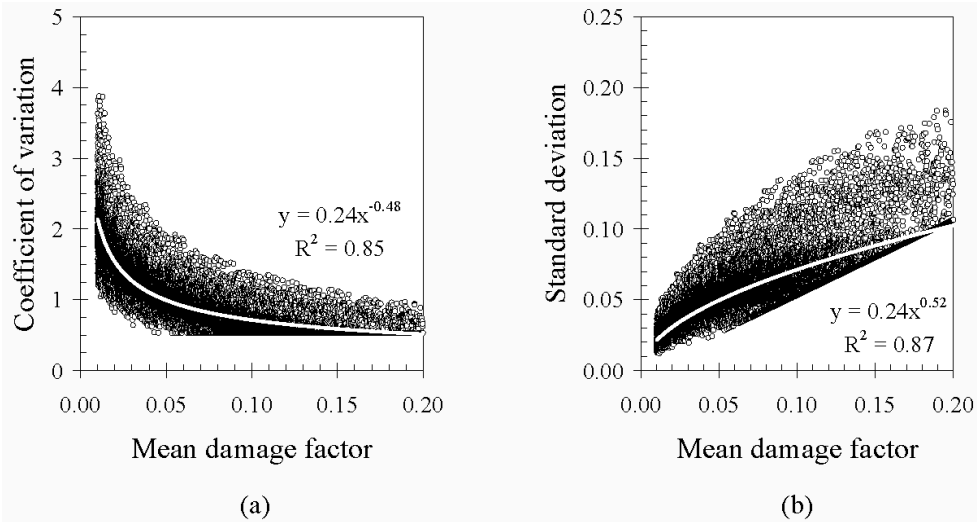 5
4
3
2
1
0
Coefficient of variation
y = 0.24x^-0.48
R² = 0.85
0.00 0.05 0.10 0.15 0.20
Mean damage factor
(a)
0.25
0.20
0.15
0.10
0.05
0.00
Standard deviation
y = 0.24x^0.52
R² = 0.87
0.00 0.05 0.10 0.15 0.20
Mean damage factor
(b)